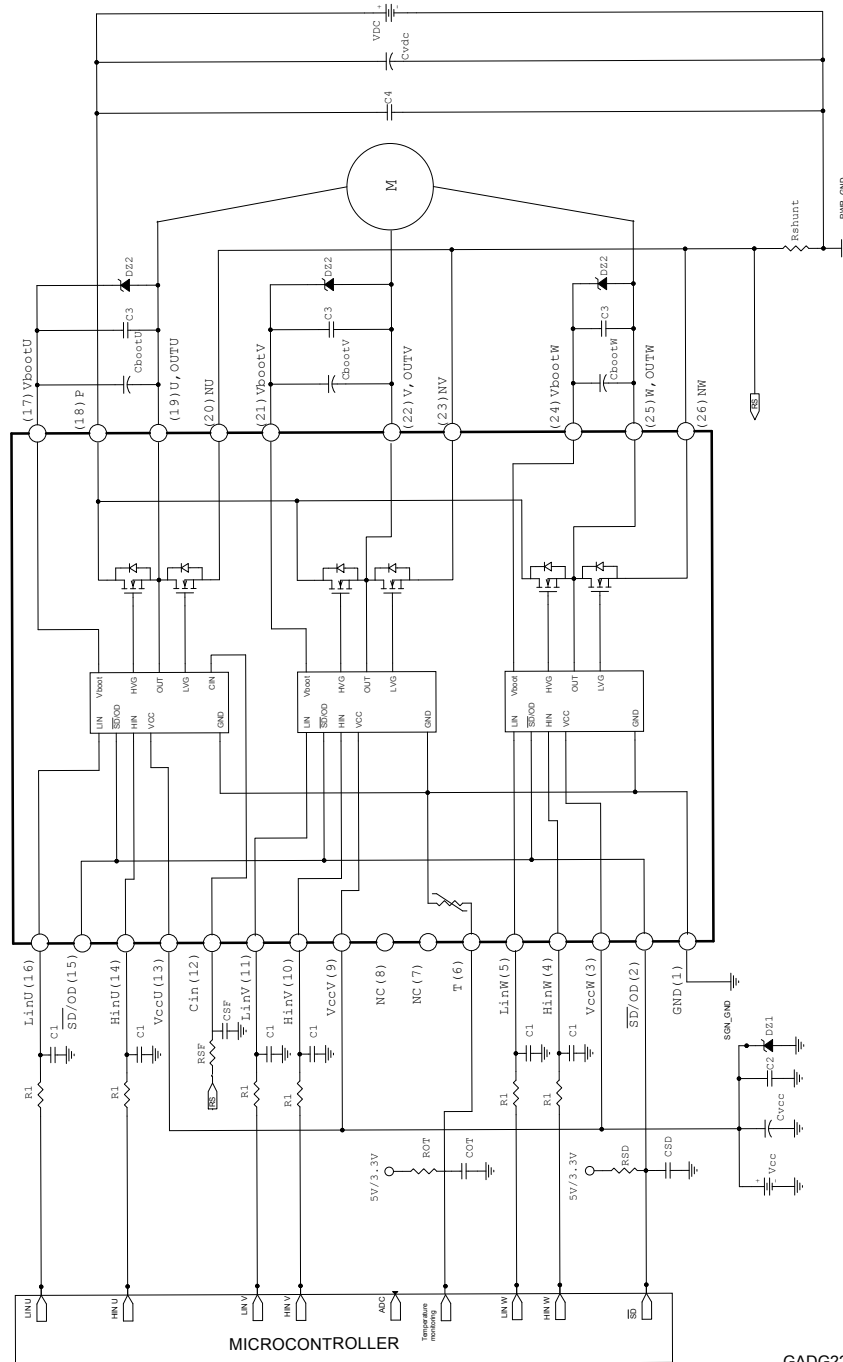 VDC
+
-
Cvdc
C4
M
Rshunt
PWR_GND
DZ2
C3
CbootU
DZ2
C3
CbootV
DZ2
C3
CbootW
RS
(17)VbootU
(18)P
(19)U,OUTU
(20)NU
(21)VbootV
(22)V,OUTV
(23)NV
(24)VbootW
(25)W,OUTW
(26)NW
Vboot
HVG
OUT
LVG
CIN
LIN
SD/OD
HIN
VCC
GND
Vboot
HVG
OUT
LVG
LIN
SD/OD
HIN
VCC
GND
Vboot
HVG
OUT
LVG
LIN
SD/OD
HIN
VCC
GND
LinU(16)
SD/OD(15)
HinU(14)
VccU(13)
Cin(12)
LinV(11)
HinV(10)
VccV(9)
NC(8)
NC(7)
T(6)
LinW(5)
HinW(4)
VccW(3)
SD/OD(2)
GND(1)
SGN_GND
C1
R1
C1
R1
CSF
RSF
RS
C1
R1
C1
R1
C1
R1
C1
R1
5V/3.3V
ROT
COT
5V/3.3V
RSD
CSD
DZ1
C2
Cvcc
Vcc
+
-
LIN U
HIN U
LIN V
HIN V
ADC
Temperature
monitoring
LIN W
HIN W
SD
MICROCONTROLLER